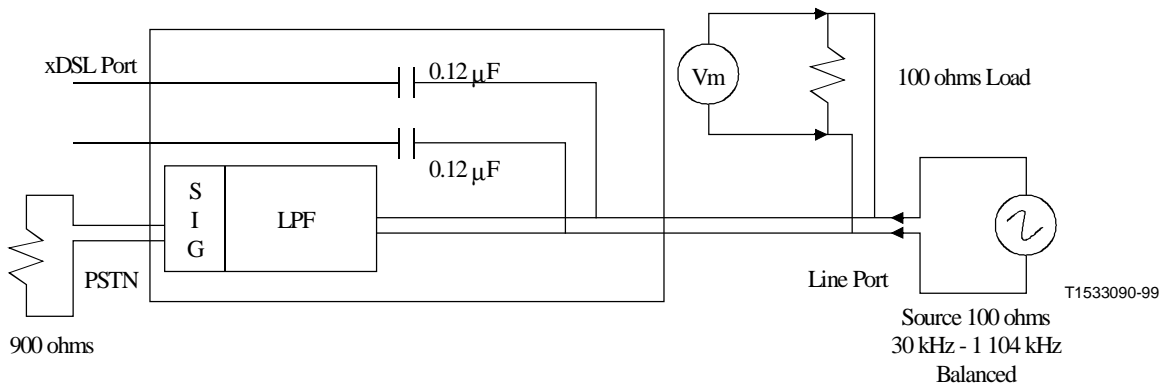 xDSL Port
0.12 µF
0.12 µF
S
I
G
LPF
PSTN
900 ohms
Vm
100 ohms Load
Line Port
Source 100 ohms
30 kHz - 1 104 kHz
Balanced
T1533090-99